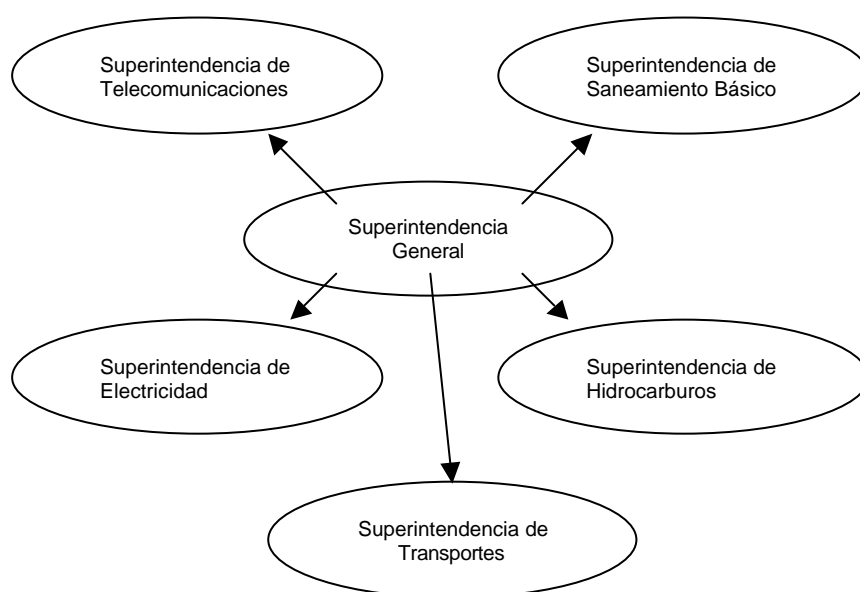 Superintendencia de
Telecomunicaciones
Superintendencia de
Saneamiento Básico
Superintendencia
General
Superintendencia de
Electricidad
Superintendencia de
Hidrocarburos
Superintendencia de
Transportes